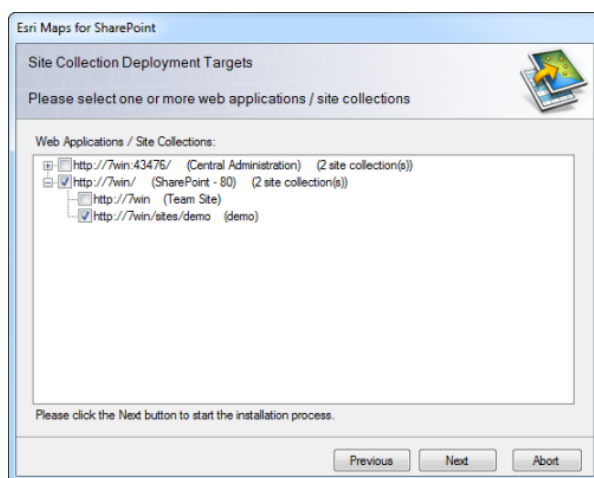 Esri Maps for SharePoint
Site Collection Deployment Targets
Please select one or more web applications / site collections
Web Applications / Site Collections:
http://7win:43476/ (Central Administration) (2 site collection(s))
http://7win/ (SharePoint - 80) (2 site collection(s))
http://7win (Team Site)
http://7win/sites/demo (demo)
Please click the Next button to start the installation process.
Previous Next Abort